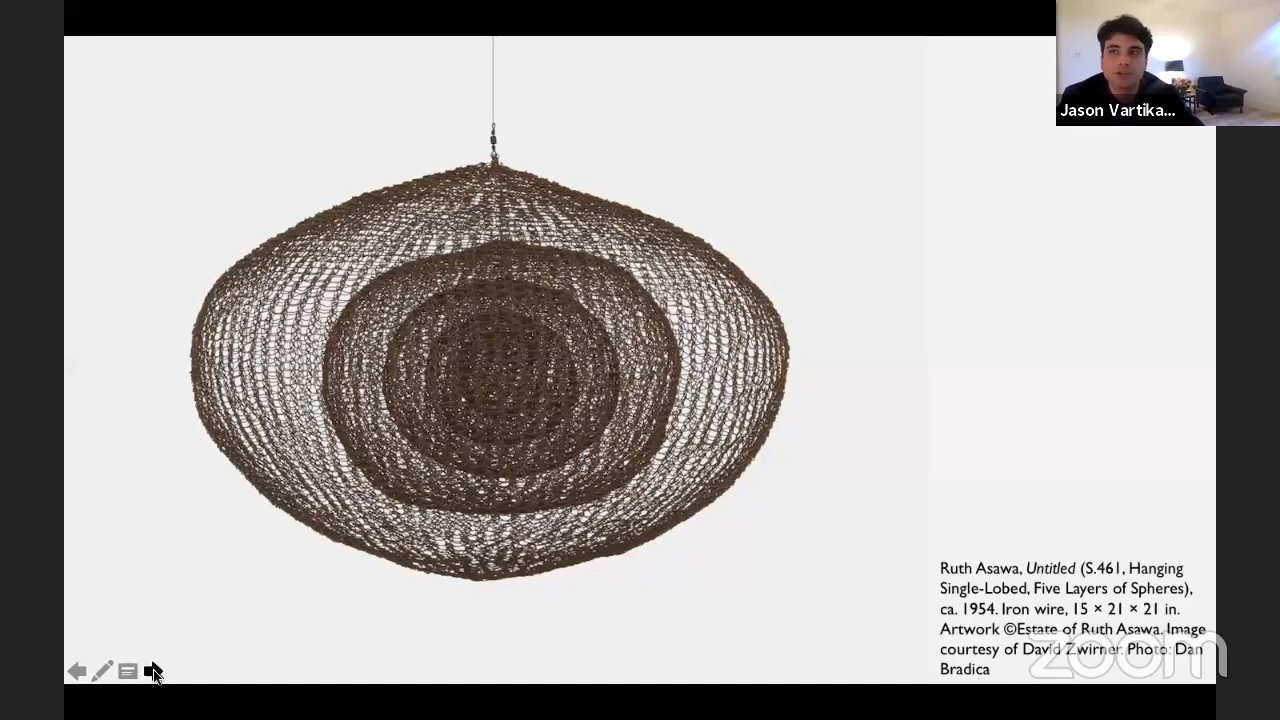 Jason Vartika...
Ruth Asawa, Untitled (S.461, Hanging
Single-Lobed, Five Layers of Spheres),
ca. 1954. Iron wire, 15 × 21 × 21 in.
Artwork ©Estate of Ruth Asawa. Image
courtesy of David Zwirner. Photo: Dan
Bradica
zoom